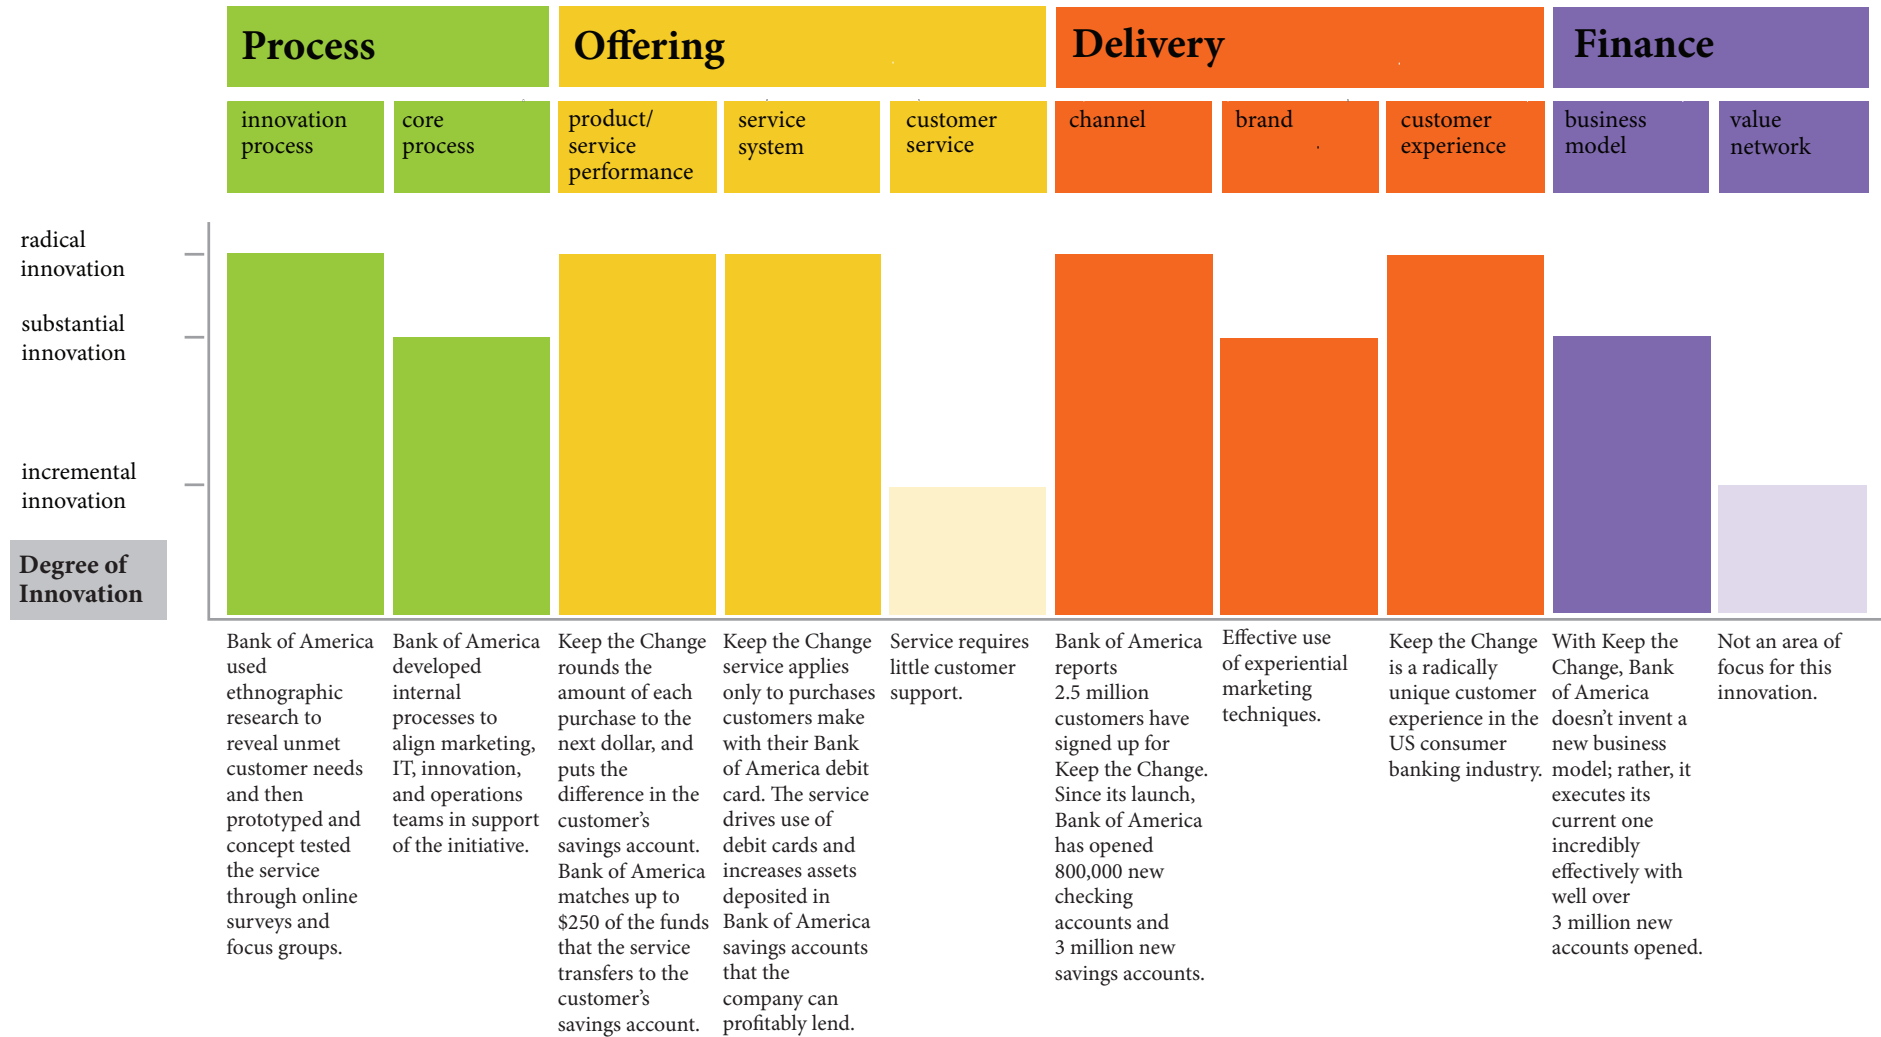 Process
Offering
Delivery
Finance
innovation
process
core
process
product/
service
performance
service
system
customer
service
channel
brand
customer
experience
business
model
value
network
radical
innovation
substantial
innovation
incremental
innovation
Degree of
Innovation
Bank of America
used
ethnographic
research to
reveal unmet
customer needs
and then
prototyped and
concept tested
the service
through online
surveys and
focus groups.
Bank of America
developed
internal
processes to
align marketing,
IT, innovation,
and operations
teams in support
of the initiative.
Keep the Change
rounds the
amount of each
purchase to the
next dollar, and
puts the
difference in the
customer’s
savings account.
Bank of America
matches up to
$250 of the funds
that the service
transfers to the
customer’s
savings account.
Keep the Change
service applies
only to purchases
customers make
with their Bank
of America debit
card. The service
drives use of
debit cards and
increases assets
deposited in
Bank of America
savings accounts
that the
company can
profitably lend.
Service requires
little customer
support.
Bank of America
reports
2.5 million
customers have
signed up for
Keep the Change.
Since its launch,
Bank of America
has opened
800,000 new
checking
accounts and
3 million new
savings accounts.
Effective use
of experiential
marketing
techniques.
Keep the Change
is a radically
unique customer
experience in the
US consumer
banking industry.
With Keep the
Change, Bank
of America
doesn’t invent a
new business
model; rather, it
executes its
current one
incredibly
effectively with
well over
3 million new
accounts opened.
Not an area of
focus for this
innovation.